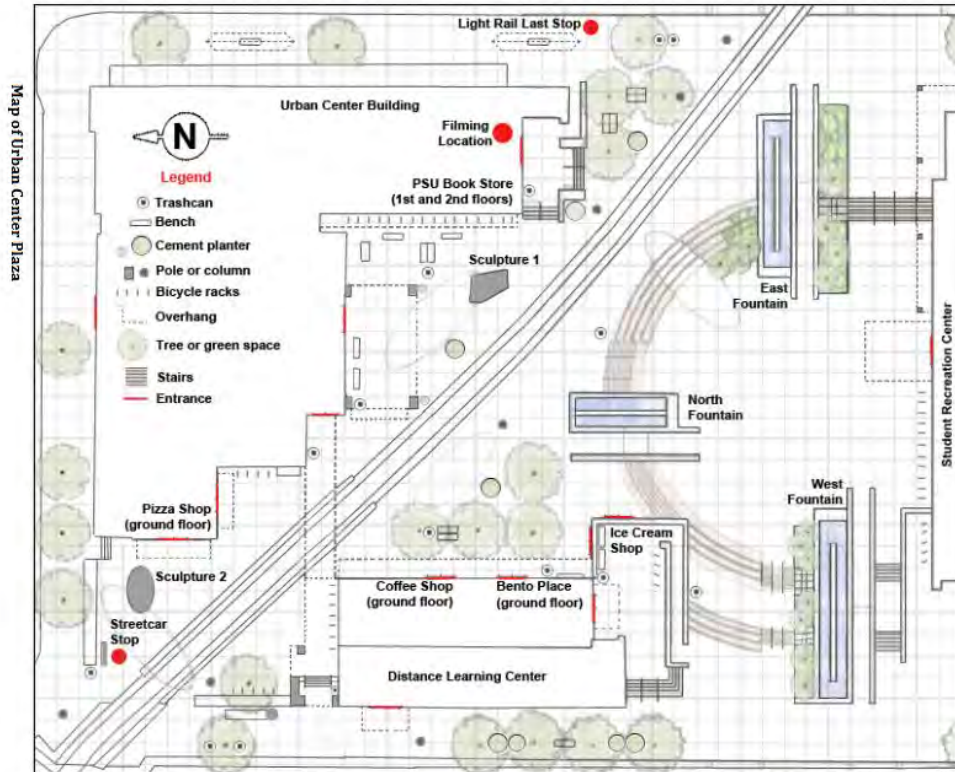 Map of Urban Center Plaza
Light Rail Last Stop
Urban Center Building
Filming
Location
N
PSU Book Store
(1st and 2nd floors)
Legend
Trashcan
Bench
Cement planter
Pole or column
Bicycle racks
Overhang
Tree or green space
Stairs
Entrance
Sculpture 1
East
Fountain
North
Fountain
Student Recreation Center
West
Fountain
Pizza Shop
(ground floor)
Ice Cream
Shop
Sculpture 2
Coffee Shop
(ground floor)
Bento Place
(ground floor)
Streetcar
Stop
Distance Learning Center